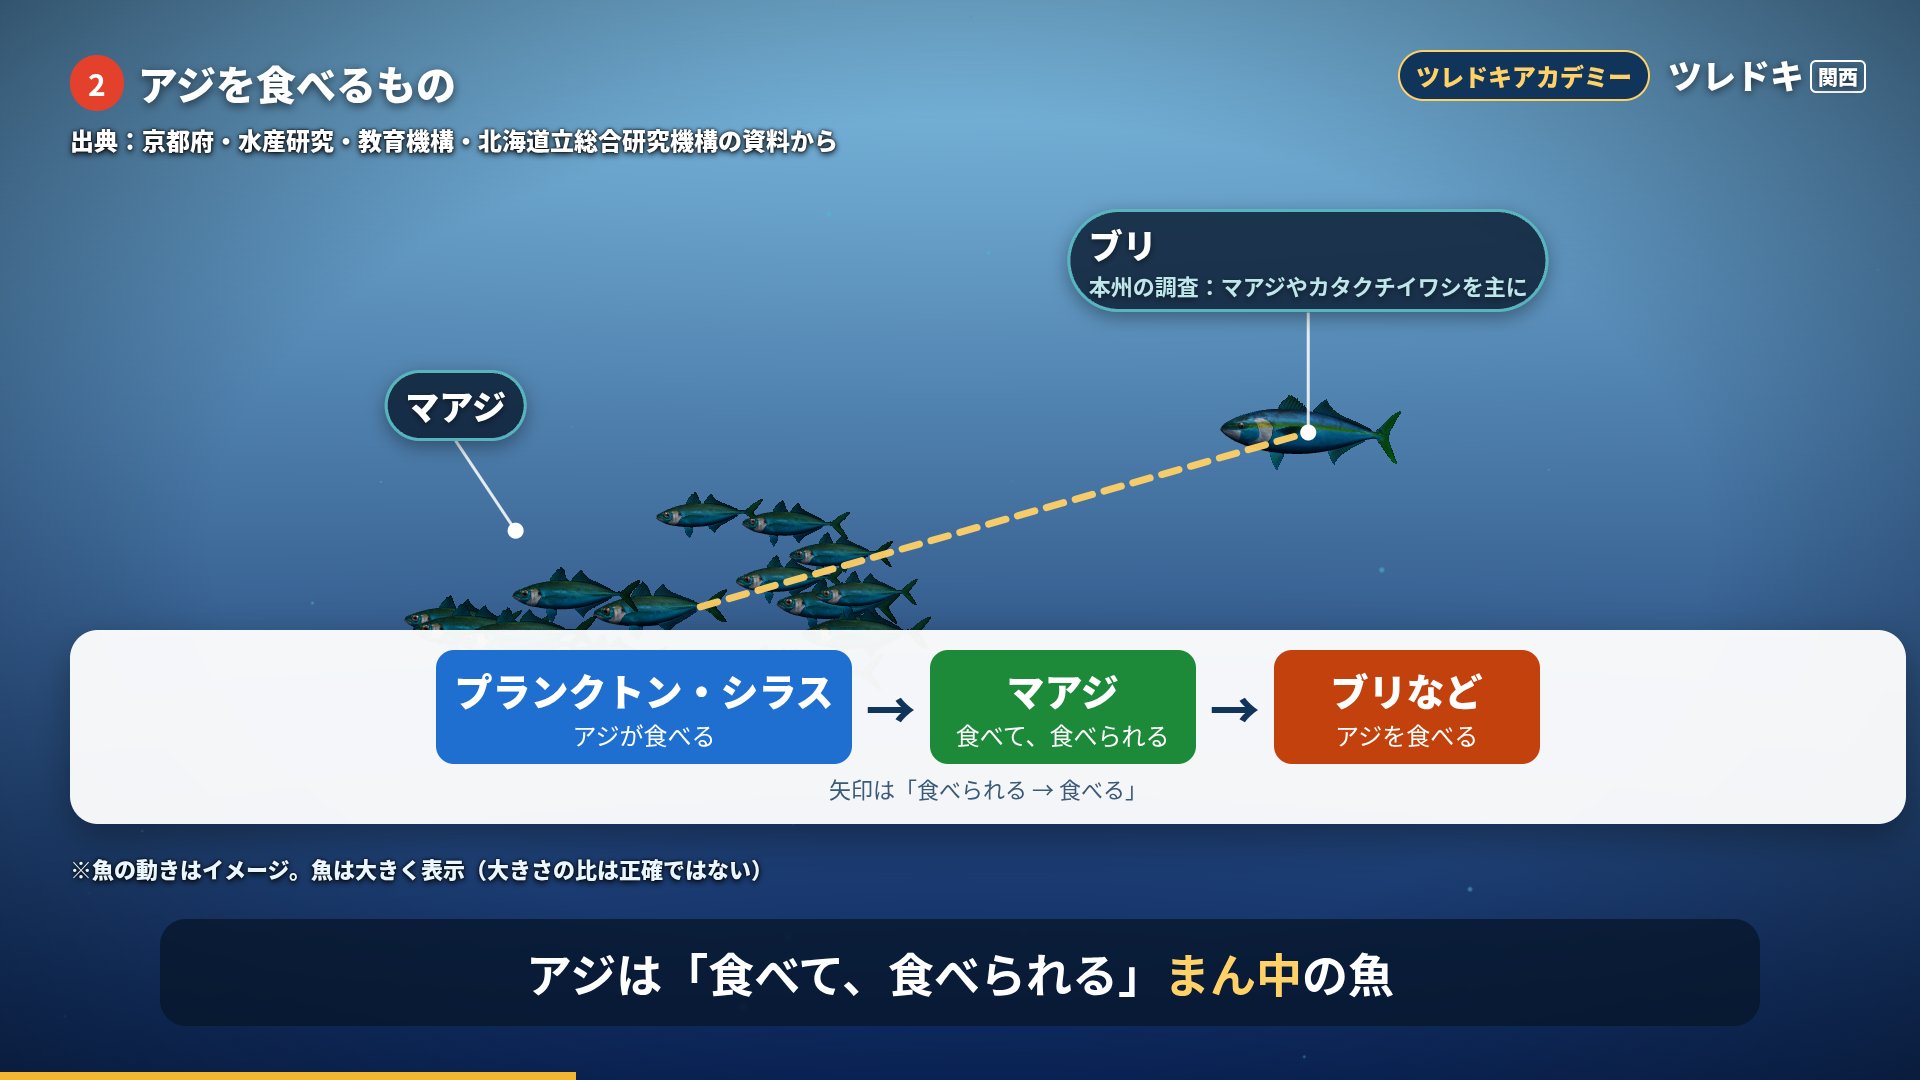 2 アジを食べるもの
ツレドキアカデミー ツレドキ 関西
出典：京都府・水産研究・教育機構・北海道立総合研究機構の資料から
ブリ
本州の調査：マアジやカタクチイワシを主に
マアジ
プランクトン・シラス → マアジ → ブリなど
アジが食べる 食べて、食べられる アジを食べる
矢印は「食べられる → 食べる」
※魚の動きはイメージ。魚は大きく表示（大きさの比は正確ではない）
アジは「食べて、食べられる」まん中の魚